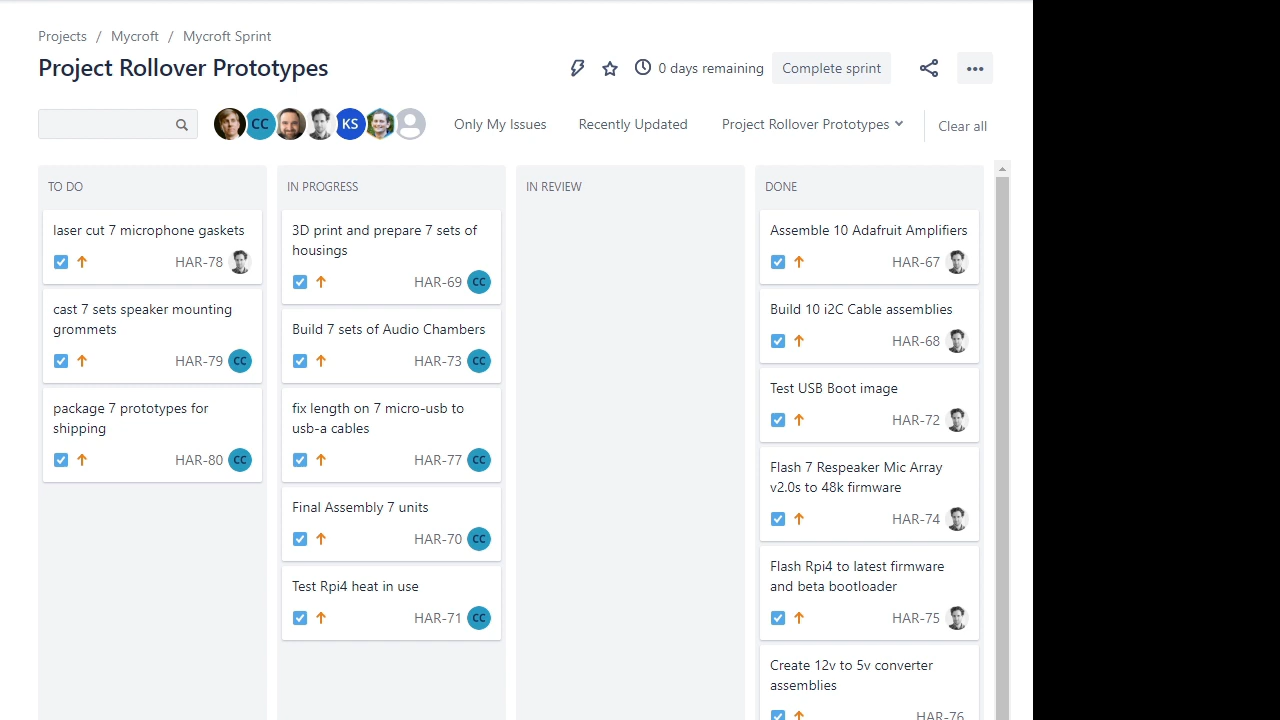 Projects / Mycroft / Mycroft Sprint
Project Rollover Prototypes
0 days remaining
Complete sprint
CC
KS
Only My Issues
Recently Updated
Project Rollover Prototypes
Clear all
TO DO
laser cut 7 microphone gaskets
HAR-78
cast 7 sets speaker mounting
grommets
HAR-79 CC
package 7 prototypes for
shipping
HAR-80 CC
IN PROGRESS
3D print and prepare 7 sets of
housings
HAR-69 CC
Build 7 sets of Audio Chambers
HAR-73 CC
fix length on 7 micro-usb to
usb-a cables
HAR-77 CC
Final Assembly 7 units
HAR-70 CC
Test Rpi4 heat in use
HAR-71 CC
IN REVIEW
DONE
Assemble 10 Adafruit Amplifiers
HAR-67
Build 10 i2C Cable assemblies
HAR-68
Test USB Boot image
HAR-72
Flash 7 Respeaker Mic Array
v2.0s to 48k firmware
HAR-74
Flash Rpi4 to latest firmware
and beta bootloader
HAR-75
Create 12v to 5v converter
assemblies
HAR-76